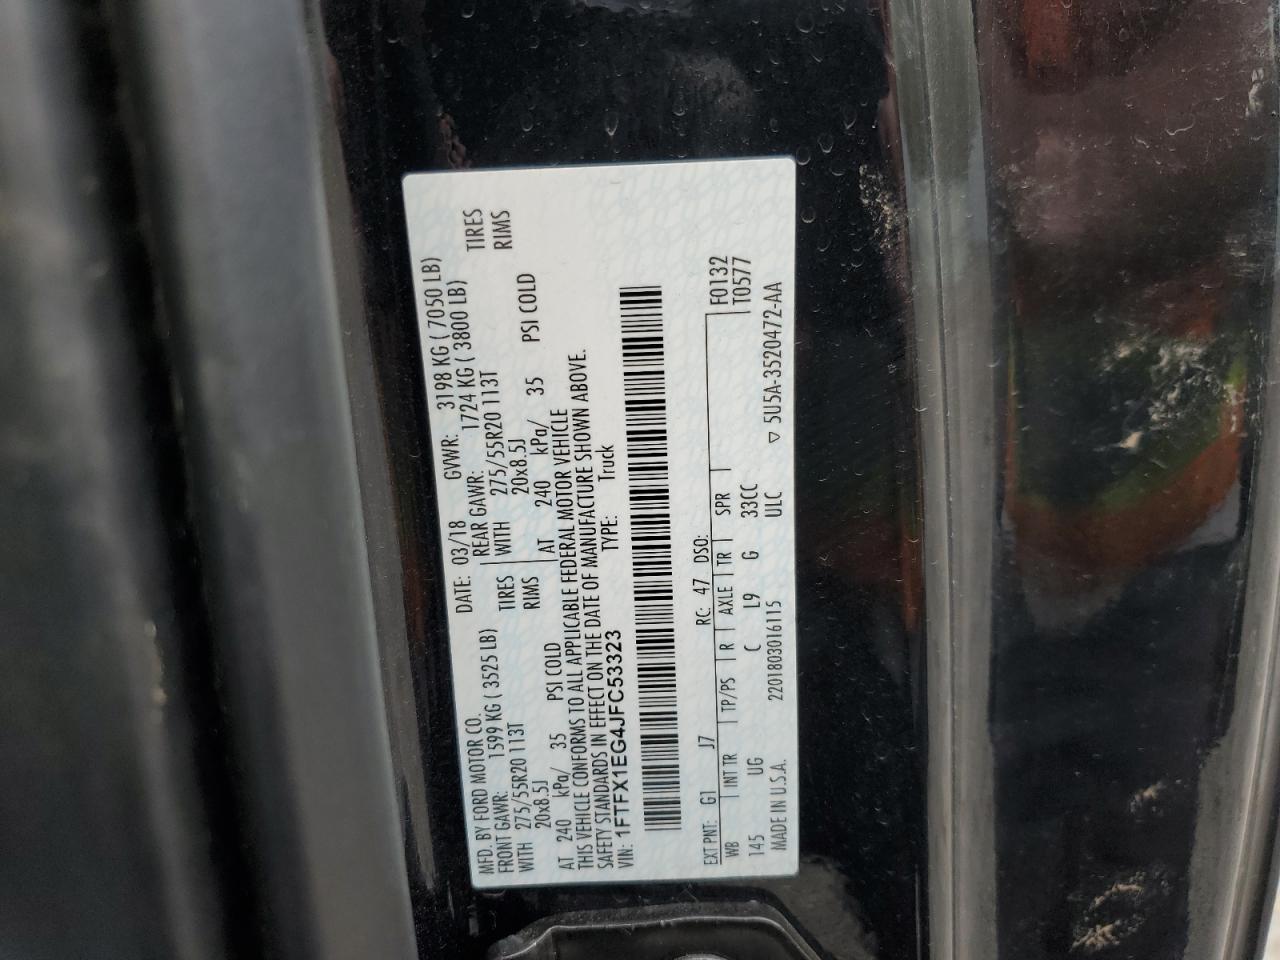 MFD. BY FORD MOTOR CO. DATE: 03/18 GVWR: 3198 KG ( 7050 LB)
FRONT GAWR: 1599 KG ( 3525 LB) REAR GAWR: 1724 KG ( 3800 LB)
WITH 275/55R20 113T TIRES WITH 275/55R20 113T TIRES
20x8.5J RIMS 20x8.5J RIMS
AT 240 kPa/ 35 PSI COLD AT 240 kPa/ 35 PSI COLD
THIS VEHICLE CONFORMS TO ALL APPLICABLE FEDERAL MOTOR VEHICLE
SAFETY STANDARDS IN EFFECT ON THE DATE OF MANUFACTURE SHOWN ABOVE.
VIN: 1FTFX1EG4JFC53323 TYPE: Truck
EXT PNT: G1 J7 RC: 47 DSO: F0132
WB INT TR TP/PS R AXLE TR SPR T0577
145 UG C L9 G 33CC
MADE IN U.S.A. 2201803016115 ULC ▽ 5U5A-3520472-AA